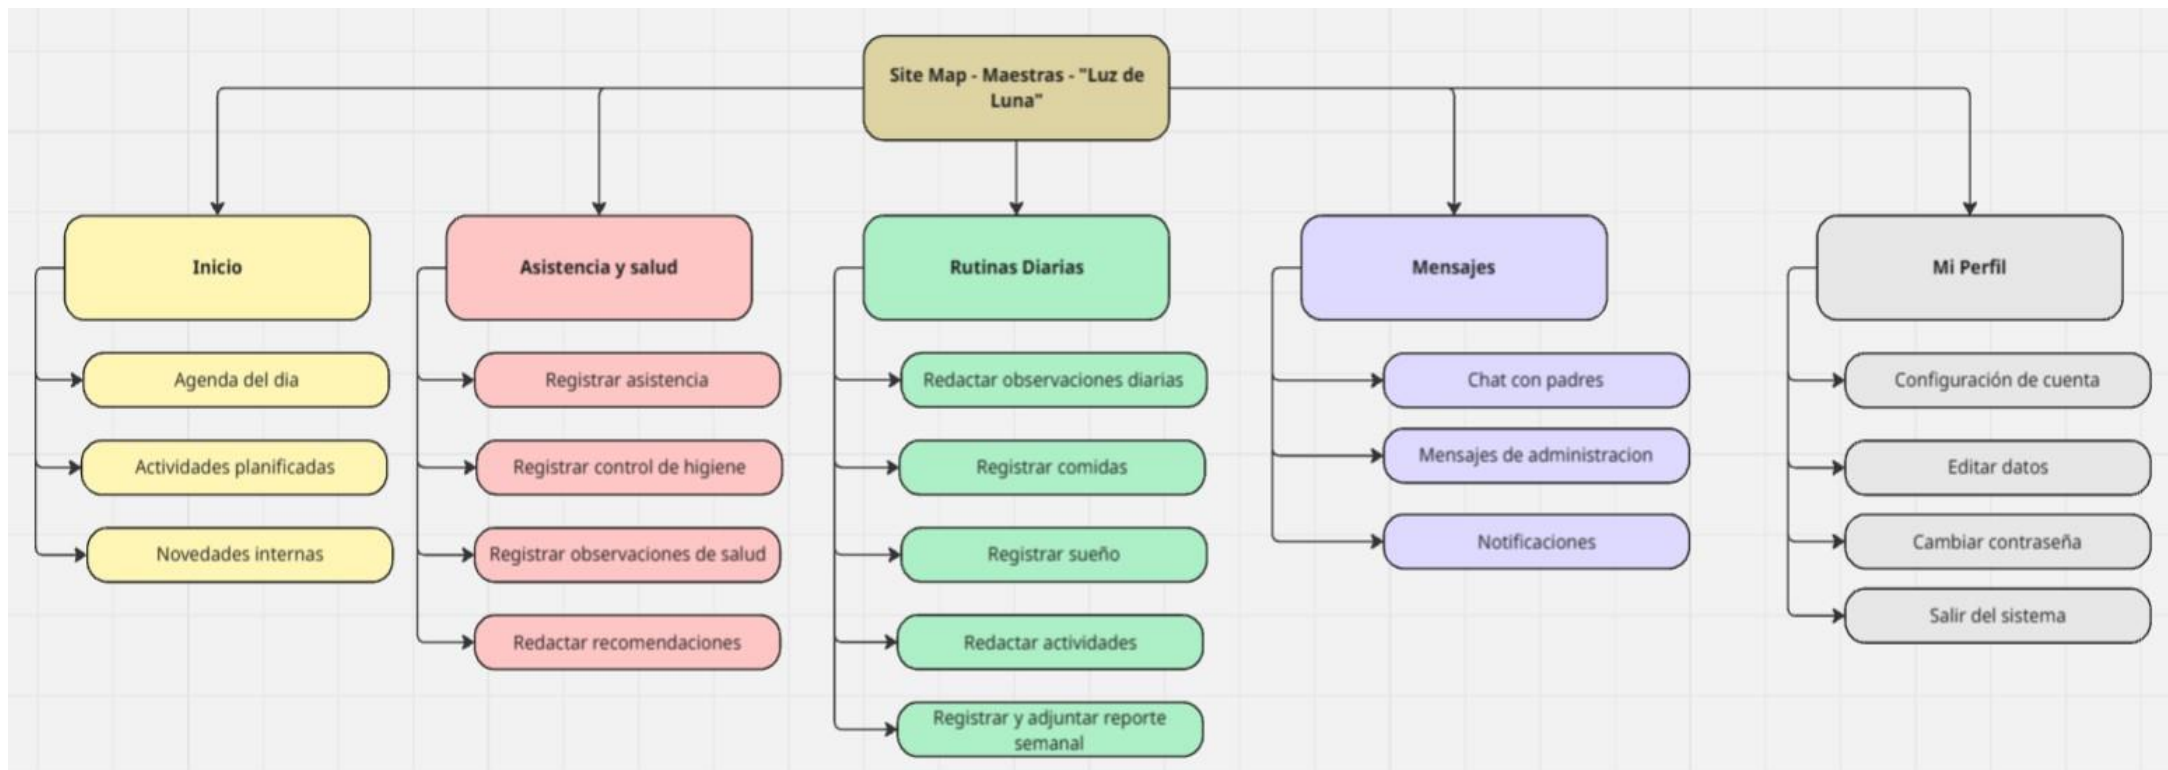 Site Map - Maestras - "Luz de
Luna"
Inicio
Agenda del dia
Actividades planificadas
Novedades internas
Asistencia y salud
Registrar asistencia
Registrar control de higiene
Registrar observaciones de salud
Redactar recomendaciones
Rutinas Diarias
Redactar observaciones diarias
Registrar comidas
Registrar sueño
Redactar actividades
Registrar y adjuntar reporte
semanal
Mensajes
Chat con padres
Mensajes de administracion
Notificaciones
Mi Perfil
Configuración de cuenta
Editar datos
Cambiar contraseña
Salir del sistema